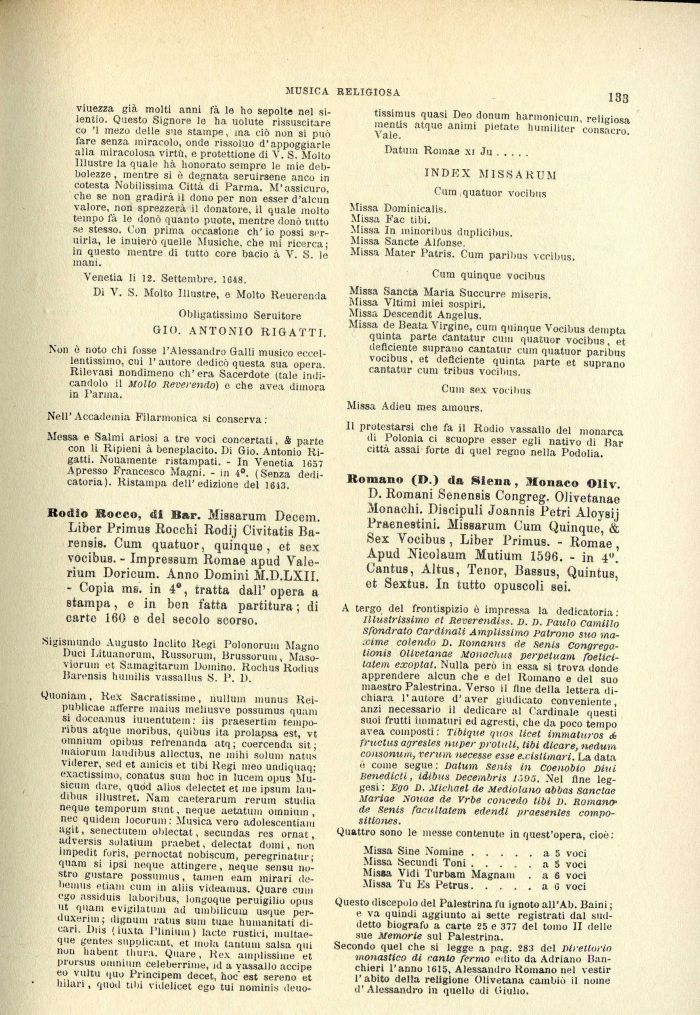 MUSICA RELIGIOSA
133
viuezza già molti anni fà le ho sepolte nel si-
lentio. Questo Signore le ha uolute rissuscitare
co 'l mezo delle sue stampe, ma ciò non si può
fare senza miracolo, onde rissoluo d'appoggiarle
alla miracolosa virtù, e protettione di V. S. Molto
Illustre la quale hà honorato sempre le mie deb-
bolezze, mentre si è degnata seruirsene anco in
cotesta Nobilissima Città di Parma. M'assicuro,
che se non gradirà il dono per non esser d'alcun
valore, non sprezzerà il donatore, il quale molto
tempo fà le donò quanto puote, mentre donò tutto
se stesso. Con prima occasione ch'io possi ser-
uirla, le inuierò quelle Musiche, che mi ricerca;
in questo mentre di tutto core bacio à V. S. le
mani.
Venetia li 12. Settembre. 1648.
Di V. S. Molto Illustre, e Molto Reuerenda
Obligatissimo Seruitore
GIO. ANTONIO RIGATTI.
Non è noto chi fosse l'Alessandro Galli musico eccel-
lentissimo, cui l'autore dedicò questa sua opera.
Rilevasi nondimeno ch'era Sacerdote (tale indi-
candolo il Molto Reverendo) e che avea dimora
in Parma.
Nell'Accademia Filarmonica si conserva:
Messa e Salmi ariosi a tre voci concertati, & parte
con li Ripieni à beneplacito. Di Gio. Antonio Ri-
gatti. Nouamente ristampati. - In Venetia 1657
Apresso Francesco Magni. - in 4º. (Senza dedi-
catoria). Ristampa dell'edizione del 1643.
Rodio Rocco, di Bar. Missarum Decem.
Liber Primus Rocchi Rodij Civitatis Ba-
rensis. Cum quatuor, quinque, et sex
vocibus. - Impressum Romae apud Vale-
rium Doricum. Anno Domini M.D.LXII.
- Copia ms. in 4º, tratta dall'opera a
stampa, e in ben fatta partitura; di
carte 160 e del secolo scorso.
Sigismundo Augusto Inclito Regi Polonorum Magno
Duci Lituanorum, Russorum, Brussorum, Maso-
viorum et Samagitarum Domino. Rochus Rodius
Barensis humilis vassallus S. P. D.
Quoniam, Rex Sacratissime, nullum munus Rei-
publicae afferre maius meliusve possumus quam
si doceamus iuuentutem: iis praesertim tempo-
ribus atque moribus, quibus ita prolapsa est, vt
omnium opibus refrenanda atq; coercenda sit;
maiorum laudibus allectus, ne mihi solum natus
viderer, sed et amicis et tibi Regi meo undiquaq;
exactissimo, conatus sum hoc in lucem opus Mu-
sicum dare, quod alios delectet et me ipsum lau-
dibus illustret. Nam caeterarum rerum studia
neque temporum sunt, neque aetatum omnium,
nec quidem locorum: Musica vero adolescentiam
agit, senectutem oblectat, secundas res ornat,
adversis solatium praebet, delectat domi, non
impedit foris, pernoctat nobiscum, peregrinatur;
quam si ipsi neque attingere, neque sensu no-
stro gustare possumus, tamen eam mirari de-
bemus etiam cum in aliis videamus. Quare cum
ego assiduis laboribus, longoque peruigilio opus
ut quam evigilatum ad umbilicum usque per-
duxerim; dignum ratus sum tuae humanitati di-
cari. Diis (iuxta Plinium) lacte rustici, multae-
que gentes supplicant, et mola tantum salsa qui
non habent thura. Quare, Rex amplissime et
prorsus omnium celeberrime, id a vassallo accipe
eo vultu quo Principem decet, hoc est sereno et
hilari, quod tibi videlicet ego tui nominis deuo-
tissimus quasi Deo donum harmonicum, religiosa
mentis atque animi pietate humiliter consacro.
Vale.
Datum Romae XI Ju . . . . .
INDEX MISSARUM
Cum quatuor vocibus
Missa Dominicalis.
Missa Fac tibi.
Missa In minoribus duplicibus.
Missa Sancte Alfonse.
Missa Mater Patris. Cum paribus vocibus.
Cum quinque vocibus
Missa Sancta Maria Succurre miseris.
Missa Vltimi miei sospiri.
Missa Descendit Angelus.
Missa de Beata Virgine, cum quinque Vocibus dempta
quinta parte cantatur cum quatuor vocibus, et
deficiente suprano cantatur cum quatuor paribus
vocibus, et deficiente quinta parte et suprano
cantatur cum tribus vocibus.
Cum sex vocibus
Missa Adieu mes amours.
Il protestarsi che fa il Rodio vassallo del monarca
di Polonia ci scuopre esser egli nativo di Bar
città assai forte di quel regno nella Podolia.
Romano (D.) da Siena, Monaco Oliv.
D. Romani Senensis Congreg. Olivetanae
Monachi. Discipuli Joannis Petri Aloysij
Praenestini. Missarum Cum Quinque, &
Sex Vocibus, Liber Primus. - Romae,
Apud Nicolaum Mutium 1596. - in 4º.
Cantus, Altus, Tenor, Bassus, Quintus,
et Sextus. In tutto opuscoli sei.
A tergo del frontispizio è impressa la dedicatoria:
Illustrissimo et Reverendiss. D. D. Paulo Camillo
Sfondrato Cardinali Amplissimo Patrono suo ma-
xime colendo D. Romanus de Senis Congrega-
tionis Olivetanae Monachus perpetuam foelici-
tatem exoptat. Nulla però in essa si trova donde
apprendere alcun che e del Romano e del suo
maestro Palestrina. Verso il fine della lettera di-
chiara l'autore d'aver giudicato conveniente,
anzi necessario il dedicare al Cardinale questi
suoi frutti immaturi ed agresti, che da poco tempo
avea composti: Tibique quos licet immaturos &
fructus agrestes nuper protuli, tibi dicare, nedum
consonum, verum necesse esse existimari. La data
è come segue: Datum Senis in Coenobio Diui
Benedicti, idibus Decembris 1595. Nel fine leg-
gesi: Ego D. Michael de Mediolano abbas Sanctae
Mariae Nouae de Vrbe concedo tibi D. Romano
de Senis facultatem edendi praesentes compo-
sitiones.
Quattro sono le messe contenute in quest'opera, cioè:
Missa Sine Nomine . . . . . a 5 voci
Missa Secundi Toni . . . . . a 5 voci
Missa Vidi Turbam Magnam . a 6 voci
Missa Tu Es Petrus . . . . . a 6 voci
Questo discepolo del Palestrina fu ignoto all'Ab. Baini;
e va quindi aggiunto ai sette registrati dal sud-
detto biografo a carte 25 e 377 del tomo II delle
sue Memorie sul Palestrina.
Secondo quel che si legge a pag. 283 del Direttorio
monastico di canto fermo edito da Adriano Ban-
chieri l'anno 1615, Alessandro Romano nel vestir
l'abito della religione Olivetana cambiò il nome
d'Alessandro in quello di Giulio.